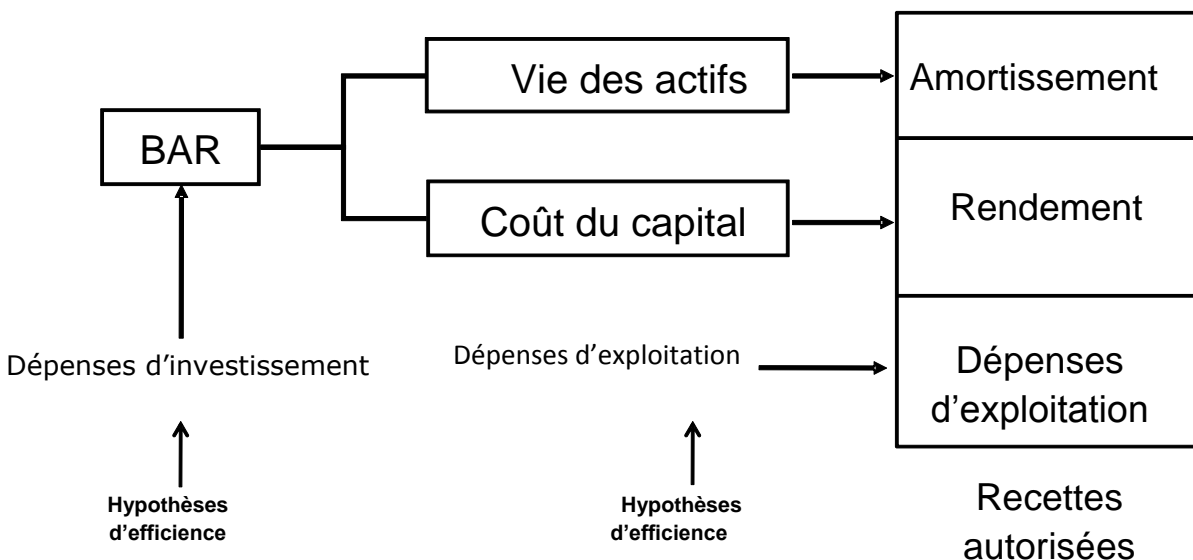 Vie des actifs
Amortissement
BAR
Coût du capital
Rendement
Dépenses d’investissement
Dépenses d’exploitation
Dépenses
d’exploitation
Hypothèses
d’efficience
Hypothèses
d’efficience
Recettes
autorisées